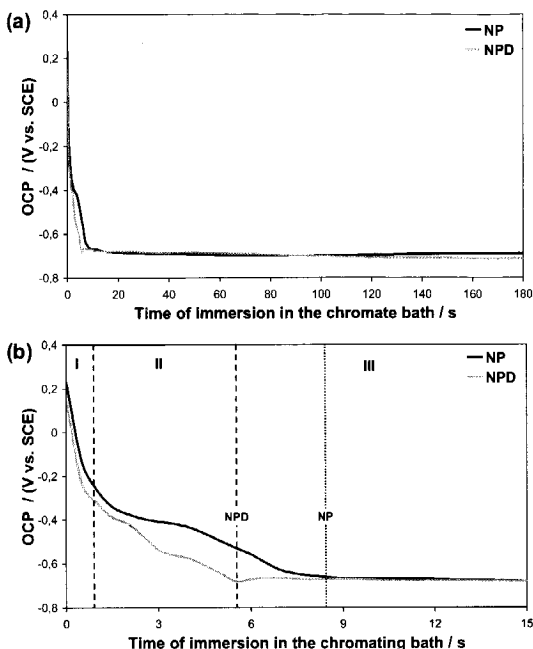 (a)
0,4
0,2
0
-0,2
-0,4
-0,6
-0,8
OCP / (V vs. SCE)
NP
NPD
0 20 40 60 80 100 120 140 160 180
Time of immersion in the chromate bath / s
(b)
0,4
0,2
0
-0,2
-0,4
-0,6
-0,8
OCP / (V vs. SCE)
I II III
NP
NPD
NPD NP
0 3 6 9 12 15
Time of immersion in the chromating bath / s